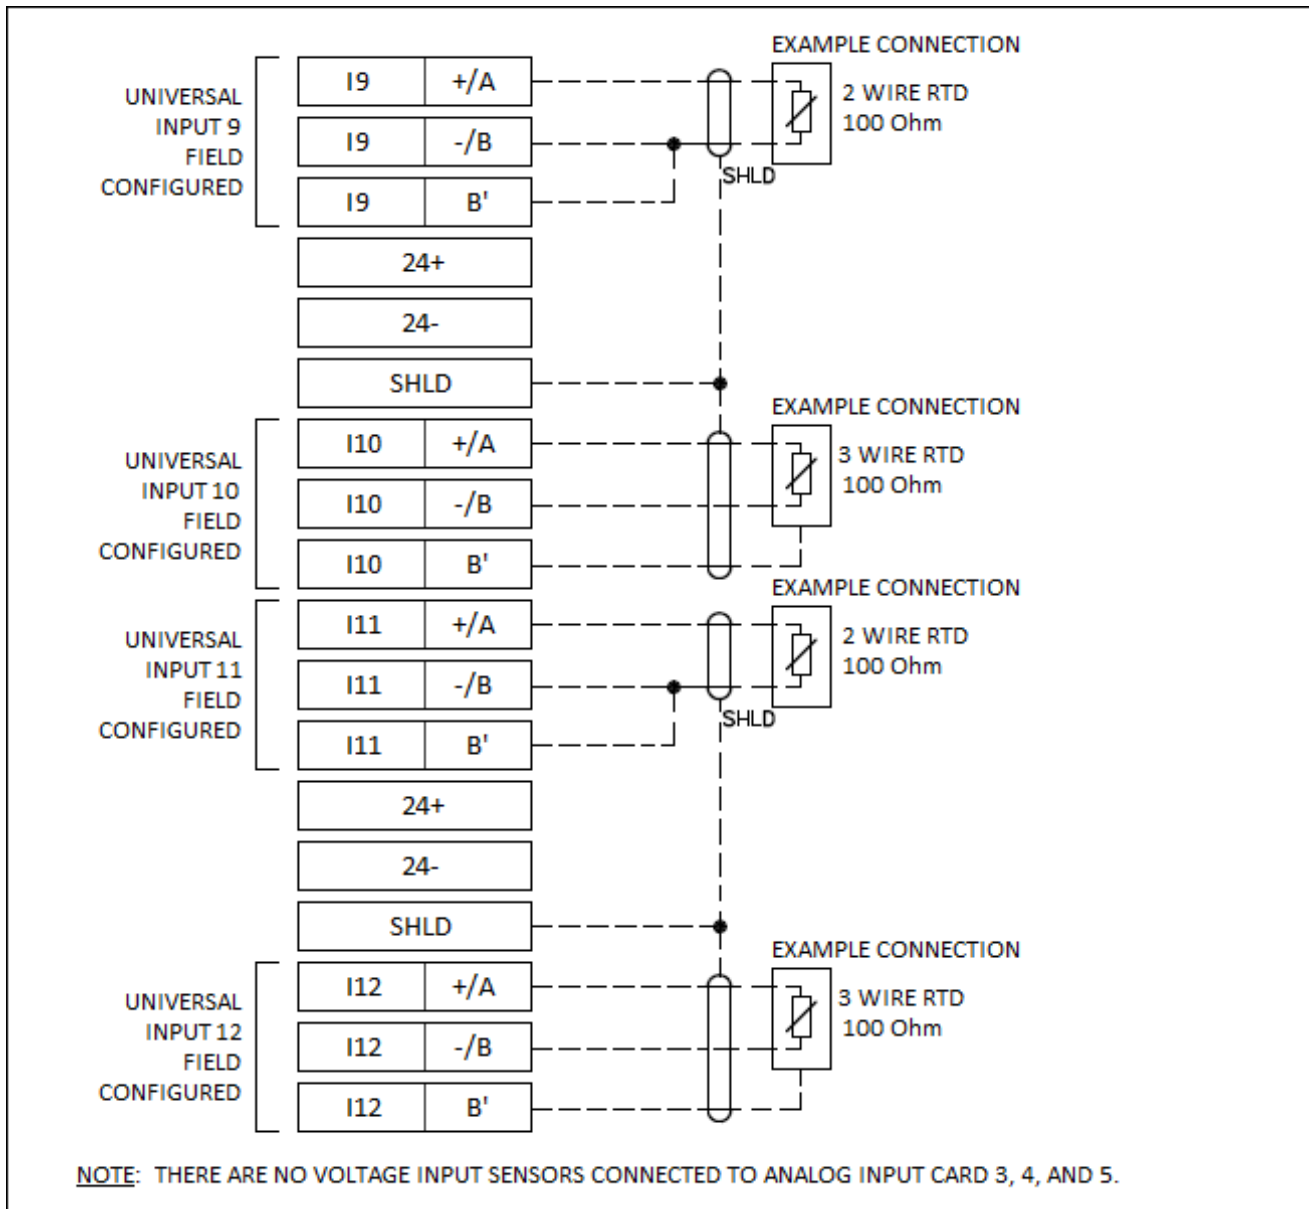 EXAMPLE CONNECTION
UNIVERSAL
INPUT 9
FIELD
CONFIGURED
I9 +/A
I9 -/B
I9 B'
2 WIRE RTD
100 Ohm
SHLD
24+
24-
SHLD
EXAMPLE CONNECTION
UNIVERSAL
INPUT 10
FIELD
CONFIGURED
I10 +/A
I10 -/B
I10 B'
3 WIRE RTD
100 Ohm
EXAMPLE CONNECTION
UNIVERSAL
INPUT 11
FIELD
CONFIGURED
I11 +/A
I11 -/B
I11 B'
2 WIRE RTD
100 Ohm
SHLD
24+
24-
SHLD
EXAMPLE CONNECTION
UNIVERSAL
INPUT 12
FIELD
CONFIGURED
I12 +/A
I12 -/B
I12 B'
3 WIRE RTD
100 Ohm
NOTE: THERE ARE NO VOLTAGE INPUT SENSORS CONNECTED TO ANALOG INPUT CARD 3, 4, AND 5.